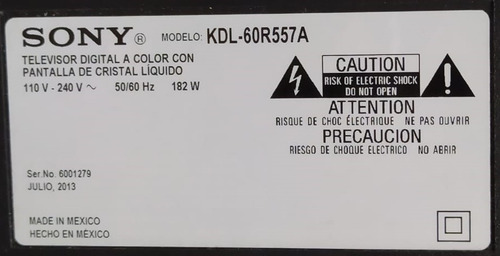 SONY® MODELO: KDL-60R557A
TELEVISOR DIGITAL A COLOR CON
PANTALLA DE CRISTAL LÍQUIDO
110 V - 240 V ~ 50/60 Hz 182 W
CAUTION
RISK OF ELECTRIC SHOCK
DO NOT OPEN
ATTENTION
RISQUE DE CHOC ÉLECTRIQUE NE PAS OUVRIR
PRECAUCION
RIESGO DE CHOQUE ELECTRICO NO ABRIR
Ser.No. 6001279
JULIO, 2013
MADE IN MEXICO
HECHO EN MÉXICO